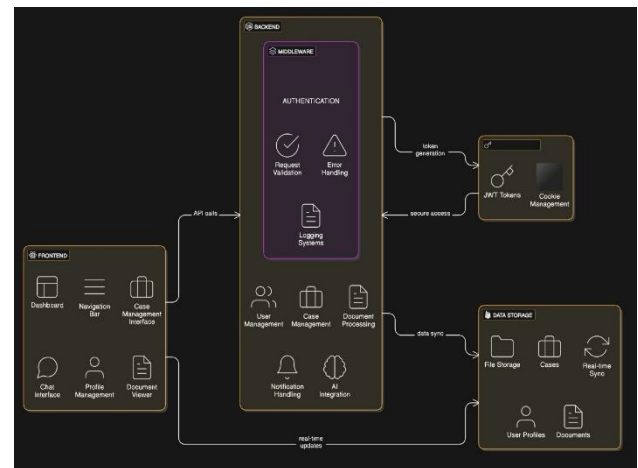 BACKEND
MIDDLEWARE
AUTHENTICATION
Request
Validation
Error
Handling
Logging
Systems
User
Management
Case
Management
Document
Processing
Notification
Handling
AI
Integration
token
generation
secure access
JWT Tokens
Cookie
Management
API calls
FRONTEND
Dashboard
Navigation
Bar
Case
Management
Interface
Chat
Interface
Profile
Management
Document
Viewer
data sync
DATA STORAGE
File Storage
Cases
Real-time
Sync
User Profiles
Documents
real-time
updates